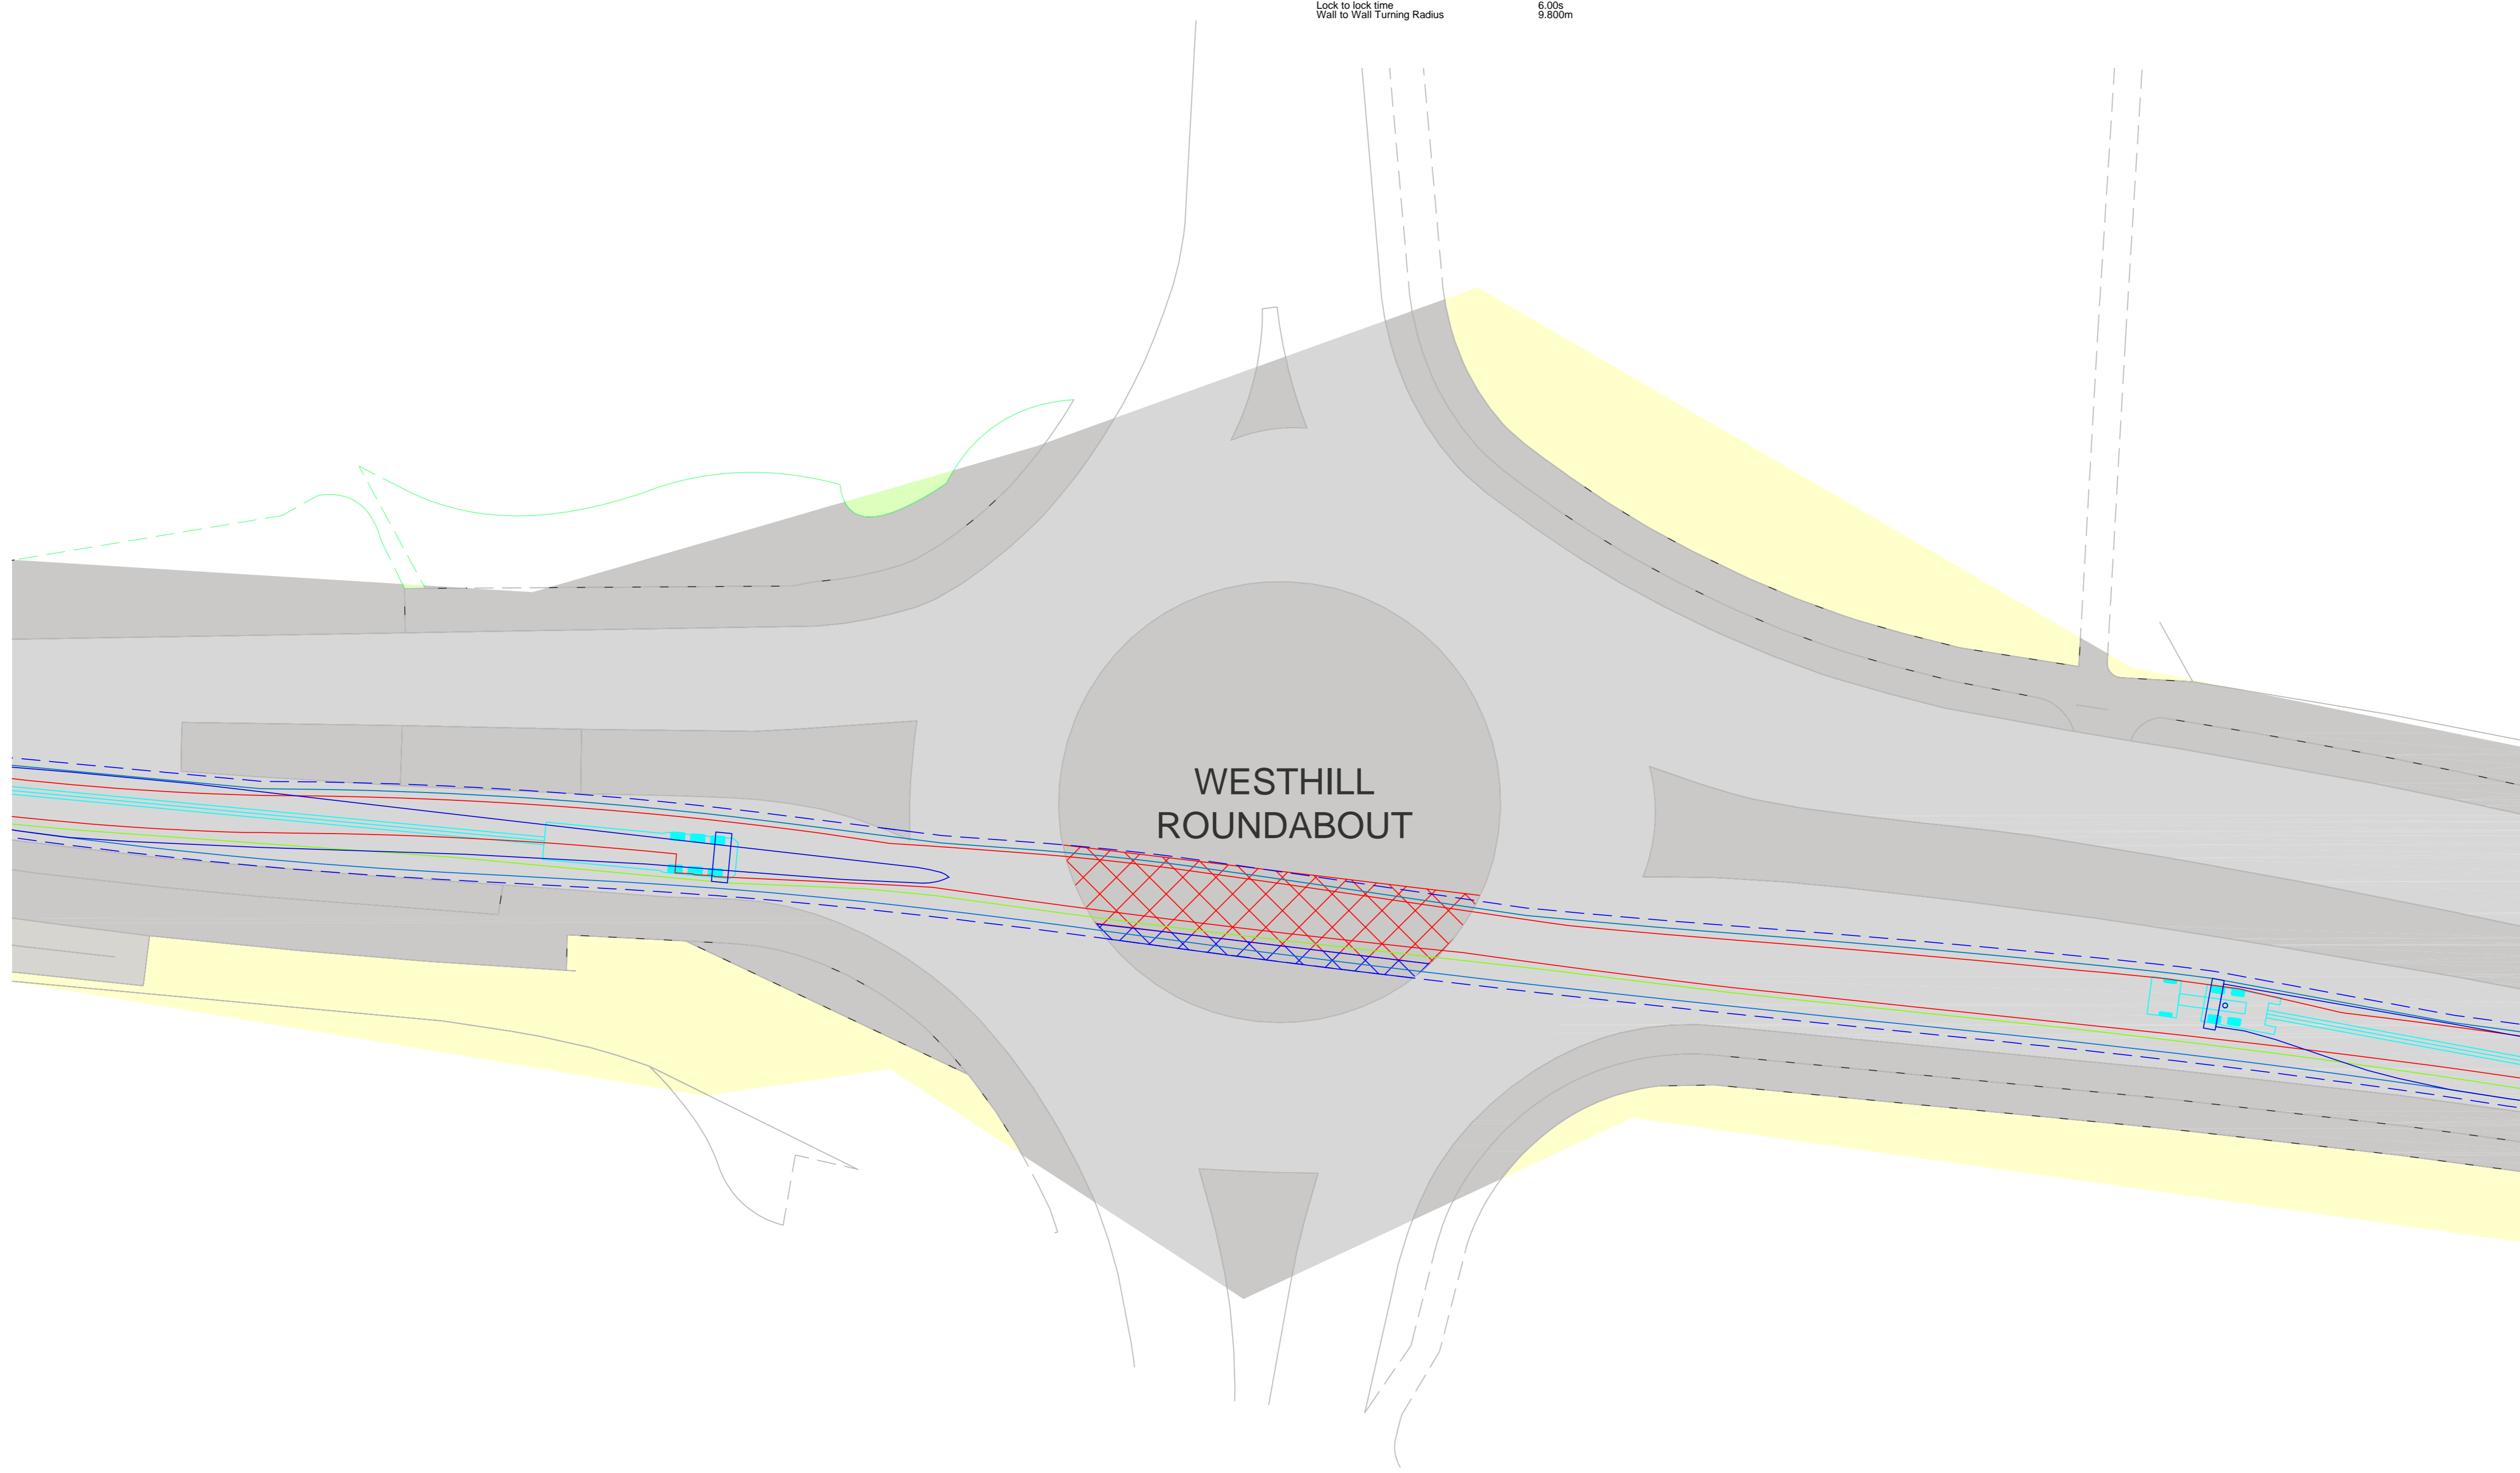 Lock to lock time 6.00s
Wall to Wall Turning Radius 9.800m
WESTHILL
ROUNDABOUT